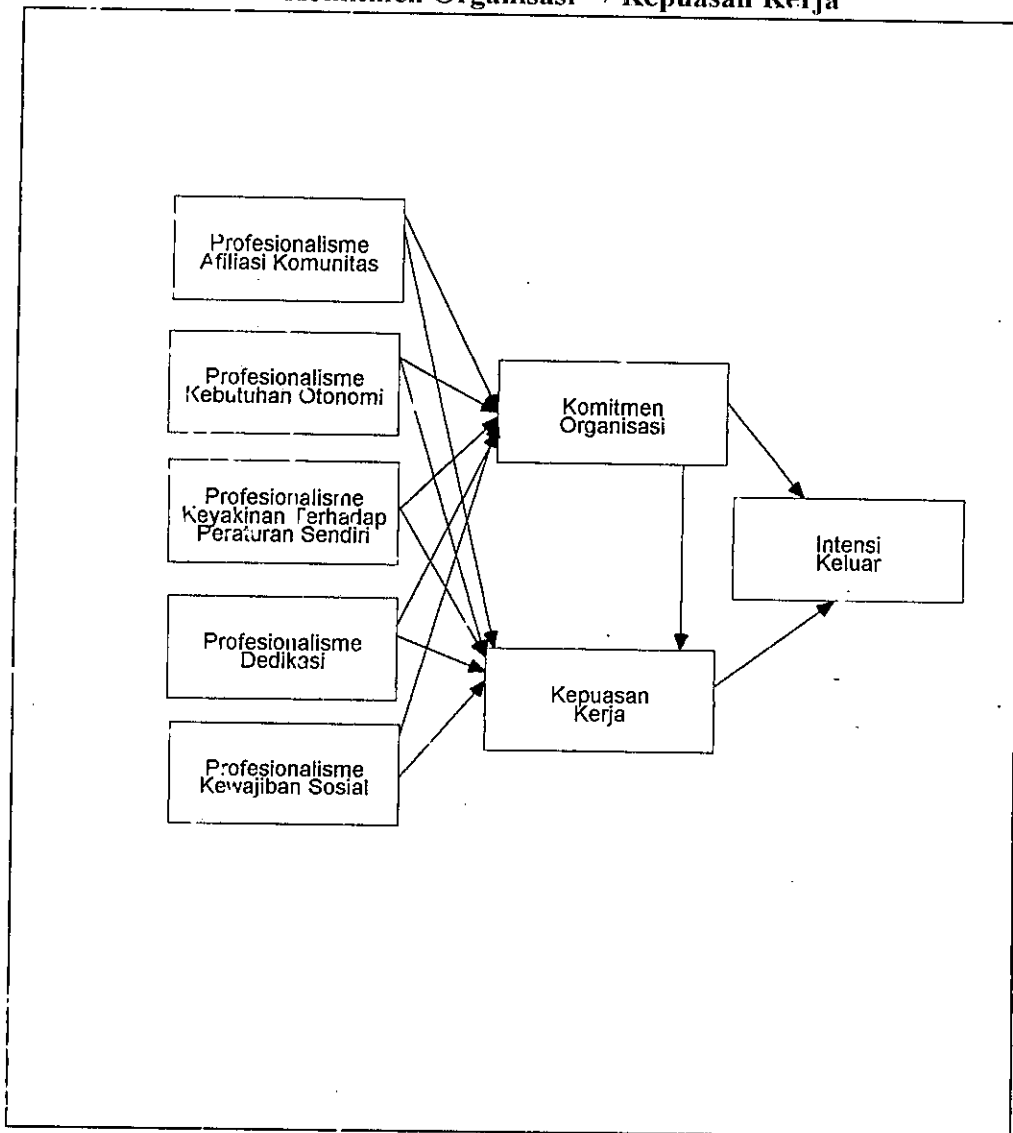 Komitmen Organisasi → Kepuasan Kerja
Profesionalisme
Afiliasi Komunitas
Profesionalisme
Kebutuhan Otonomi
Profesionalisme
Keyakinan Terhadap
Peraturan Sendiri
Profesionalisme
Dedikasi
Profesionalisme
Kewajiban Sosial
Komitmen
Organisasi
Kepuasan
Kerja
Intensi
Keluar